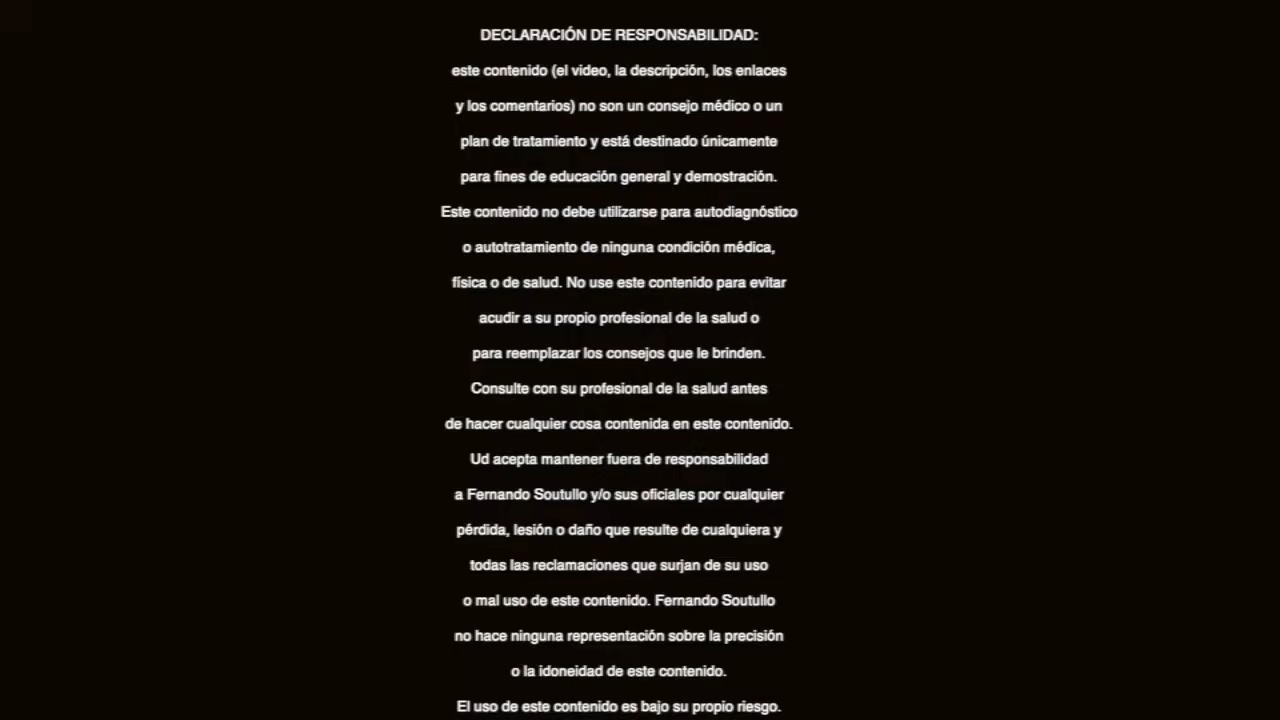 DECLARACIÓN DE RESPONSABILIDAD:
este contenido (el video, la descripción, los enlaces
y los comentarios) no son un consejo médico o un
plan de tratamiento y está destinado únicamente
para fines de educación general y demostración.
Este contenido no debe utilizarse para autodiagnóstico
o autotratamiento de ninguna condición médica,
física o de salud. No use este contenido para evitar
acudir a su propio profesional de la salud o
para reemplazar los consejos que le brinden.
Consulte con su profesional de la salud antes
de hacer cualquier cosa contenida en este contenido.
Ud acepta mantener fuera de responsabilidad
a Fernando Soutullo y/o sus oficiales por cualquier
pérdida, lesión o daño que resulte de cualquiera y
todas las reclamaciones que surjan de su uso
o mal uso de este contenido. Fernando Soutullo
no hace ninguna representación sobre la precisión
o la idoneidad de este contenido.
El uso de este contenido es bajo su propio riesgo.